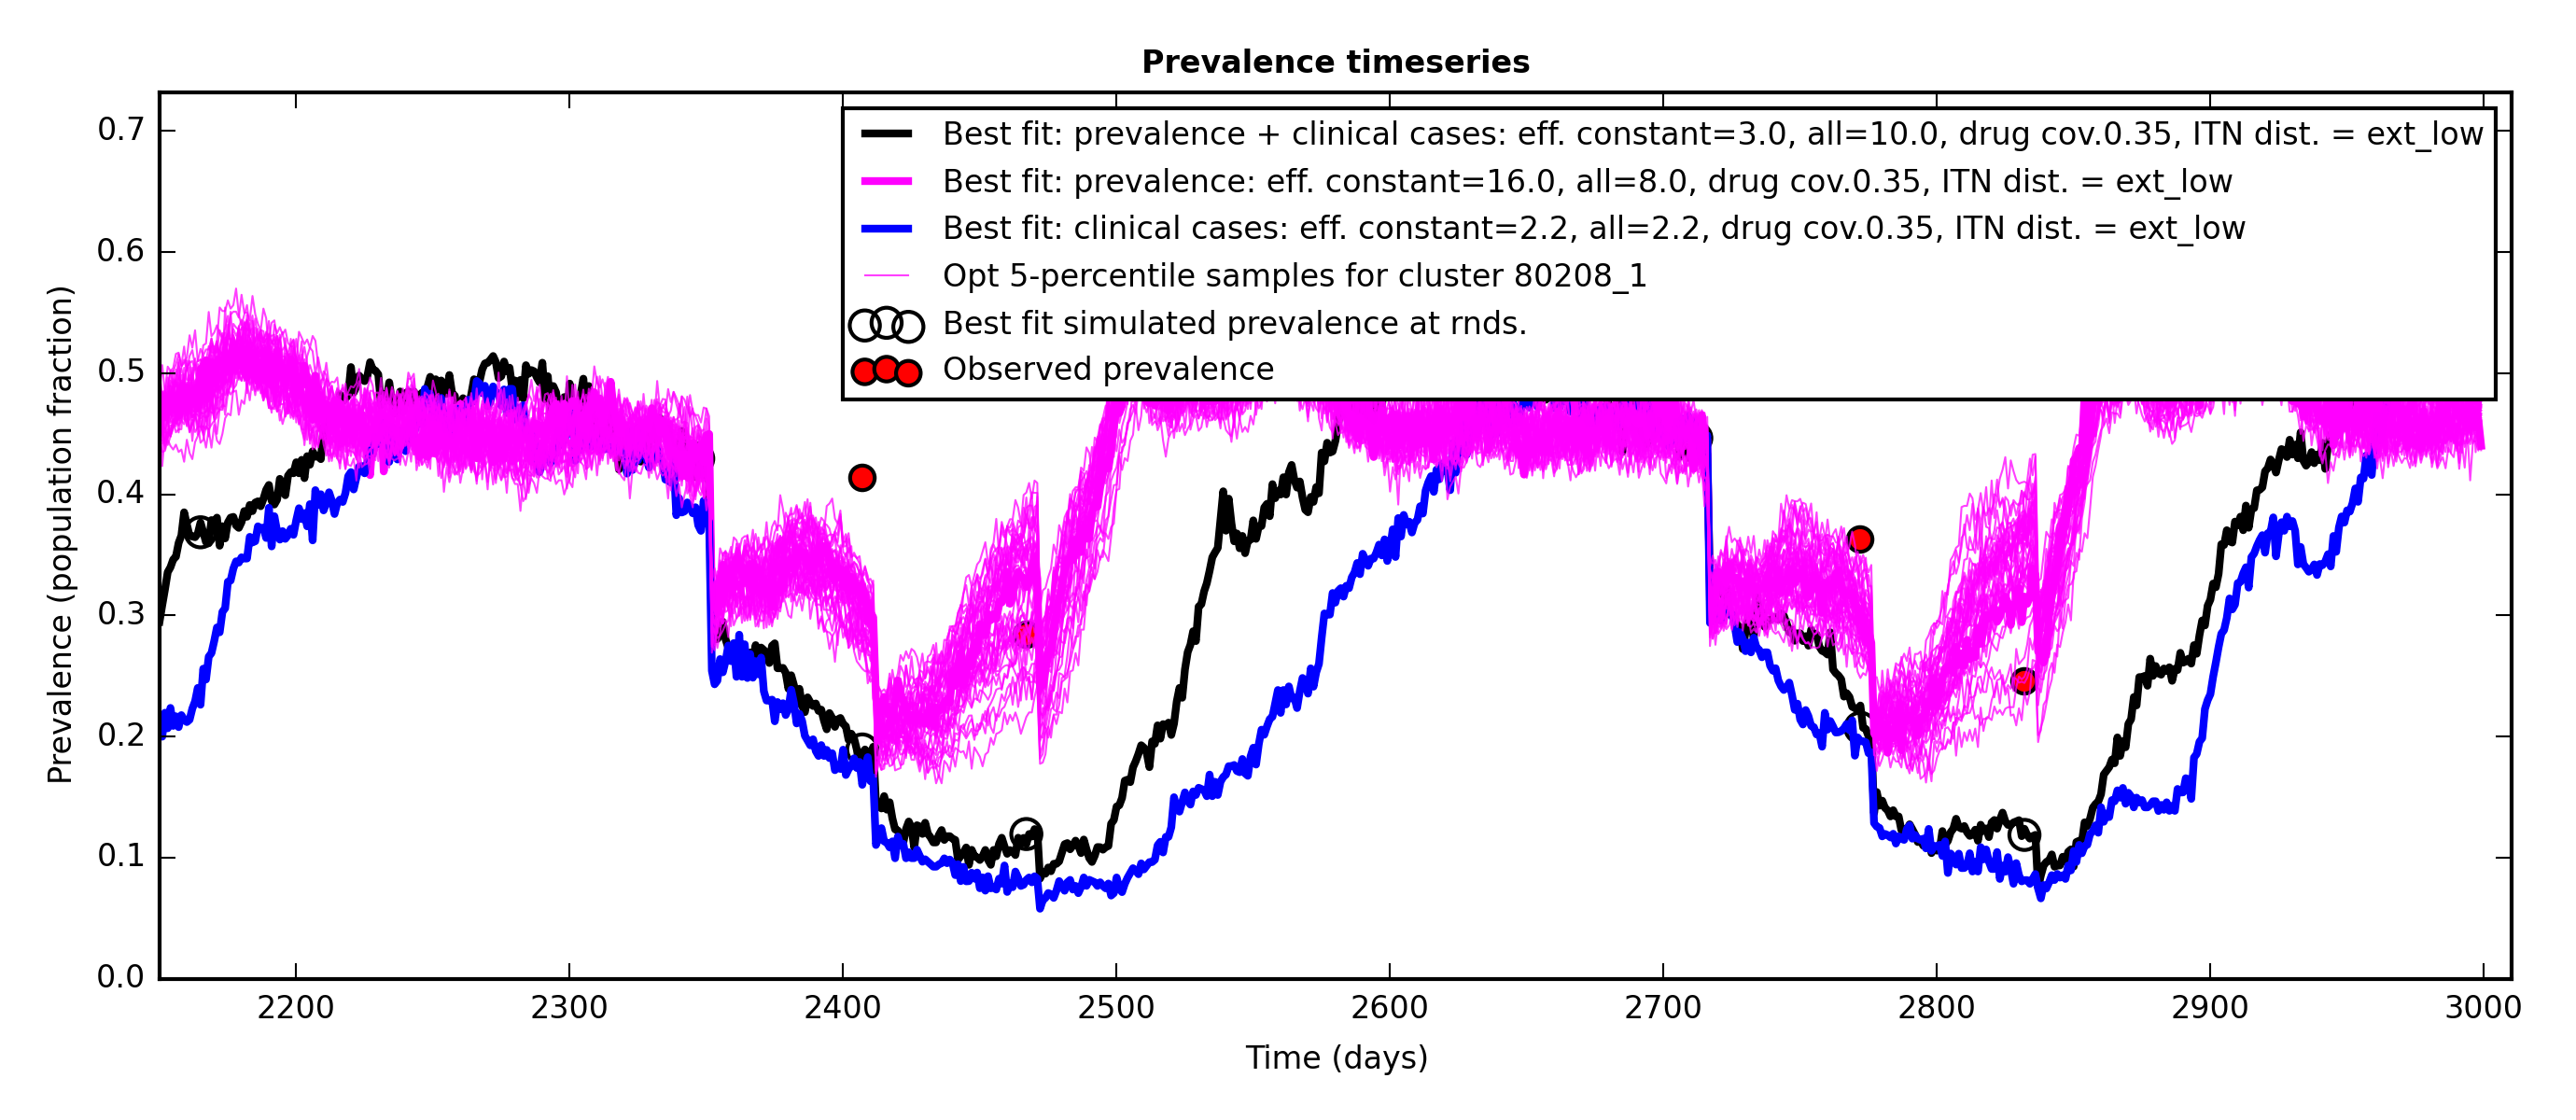 Prevalence timeseries
Best fit: prevalence + clinical cases: eff. constant=3.0, all=10.0, drug cov.0.35, ITN dist. = ext_low
Best fit: prevalence: eff. constant=16.0, all=8.0, drug cov.0.35, ITN dist. = ext_low
Best fit: clinical cases: eff. constant=2.2, all=2.2, drug cov.0.35, ITN dist. = ext_low
Opt 5-percentile samples for cluster 80208_1
Best fit simulated prevalence at rnds.
Observed prevalence
Prevalence (population fraction)
0.7
0.6
0.5
0.4
0.3
0.2
0.1
0.0
2200 2300 2400 2500 2600 2700 2800 2900 3000
Time (days)